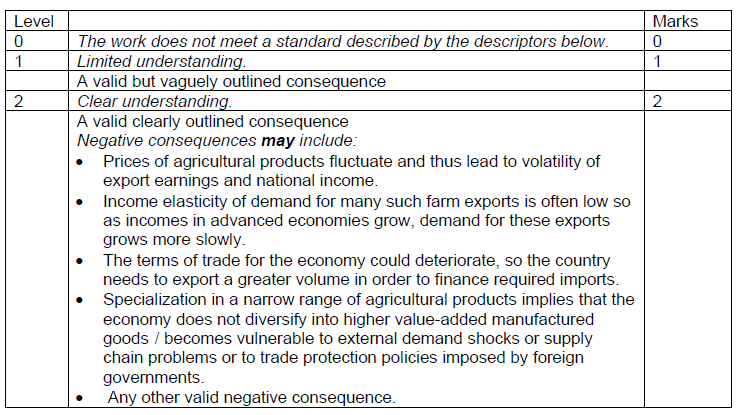 Level Marks
0 The work does not meet a standard described by the descriptors below. 0
1 Limited understanding. 1
A valid but vaguely outlined consequence
2 Clear understanding. 2
A valid clearly outlined consequence
Negative consequences may include:
• Prices of agricultural products fluctuate and thus lead to volatility of
export earnings and national income.
• Income elasticity of demand for many such farm exports is often low so
as incomes in advanced economies grow, demand for these exports
grows more slowly.
• The terms of trade for the economy could deteriorate, so the country
needs to export a greater volume in order to finance required imports.
• Specialization in a narrow range of agricultural products implies that the
economy does not diversify into higher value-added manufactured
goods / becomes vulnerable to external demand shocks or supply
chain problems or to trade protection policies imposed by foreign
governments.
• Any other valid negative consequence.